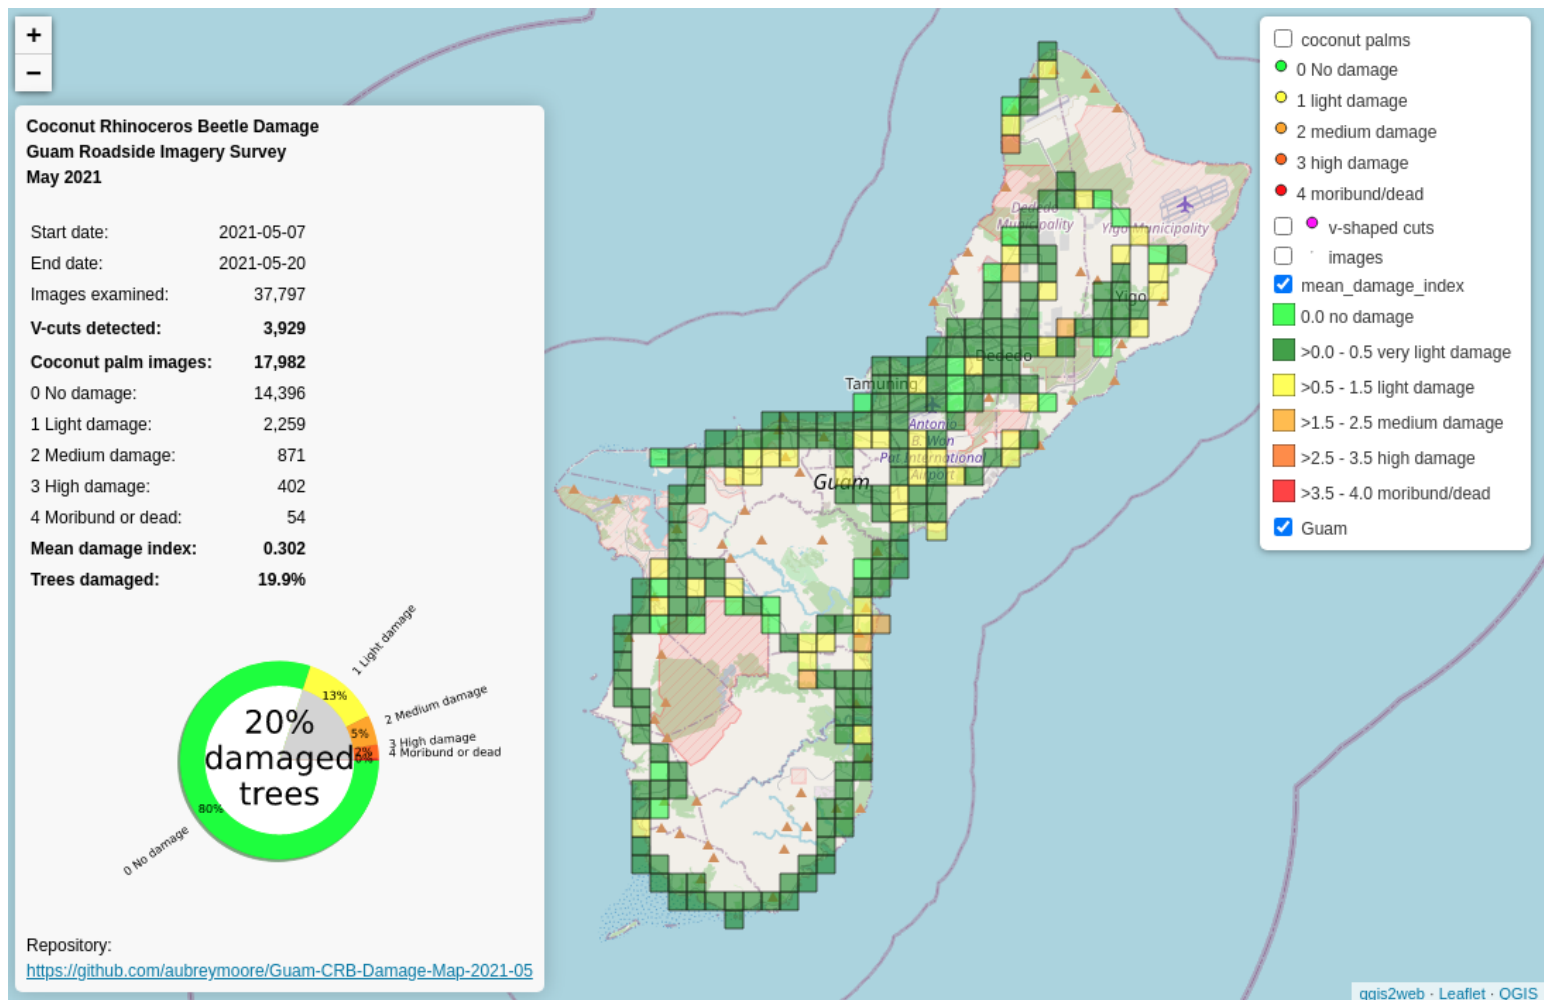 +
−
Coconut Rhinoceros Beetle Damage
Guam Roadside Imagery Survey
May 2021
Start date: 2021-05-07
End date: 2021-05-20
Images examined: 37,797
V-cuts detected: 3,929
Coconut palm images: 17,982
0 No damage: 14,396
1 Light damage: 2,259
2 Medium damage: 871
3 High damage: 402
4 Moribund or dead: 54
Mean damage index: 0.302
Trees damaged: 19.9%
1 Light damage
13%
2 Medium damage
5%
3 High damage
2%
4 Moribund or dead
0%
20%
damaged
trees
80%
0 No damage
Repository:
https://github.com/aubreymoore/Guam-CRB-Damage-Map-2021-05
Dededo
Municipality
Yigo Municipality
Yigo
Dededo
Tamuning
Antonio
B. Won
Pat International
Airport
Guam
coconut palms
0 No damage
1 light damage
2 medium damage
3 high damage
4 moribund/dead
v-shaped cuts
images
mean_damage_index
0.0 no damage
>0.0 - 0.5 very light damage
>0.5 - 1.5 light damage
>1.5 - 2.5 medium damage
>2.5 - 3.5 high damage
>3.5 - 4.0 moribund/dead
Guam
qgis2web · Leaflet · QGIS